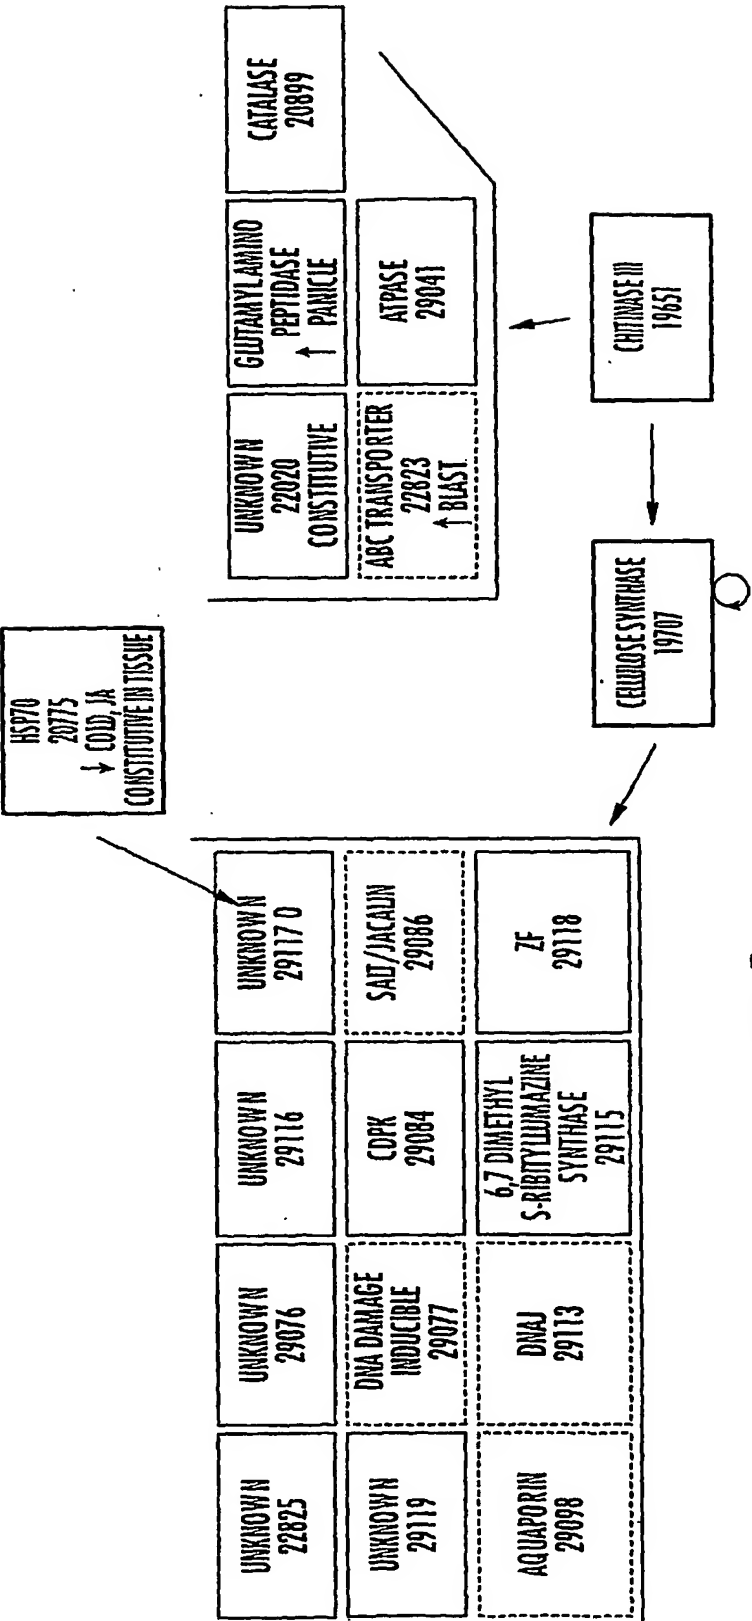 HSP70
20775
↓ COLD, JA
CONSTITUTIVE IN TISSUE
UNKNOWN
22825
UNKNOWN
29076
UNKNOWN
29116
UNKNOWN
29117 0
UNKNOWN
29119
DNA DAMAGE
INDUCIBLE
29077
CDPK
29084
SALT/JACALIN
29086
AQUAPORIN
29098
DNAJ
29113
6,7 DIMETHYL
S-RIBITYLLUMAZINE
SYNTHASE
29115
ZF
29118
UNKNOWN
22020
CONSTITUTIVE
GLUTAMYLAMINO
PEPTIDASE
↑ PANICLE
CATALASE
20899
ABC TRANSPORTER
22823
↑ BLAST
ATPASE
29041
CELLULOSE SYNTHASE
19707
CHITINASE III
19651